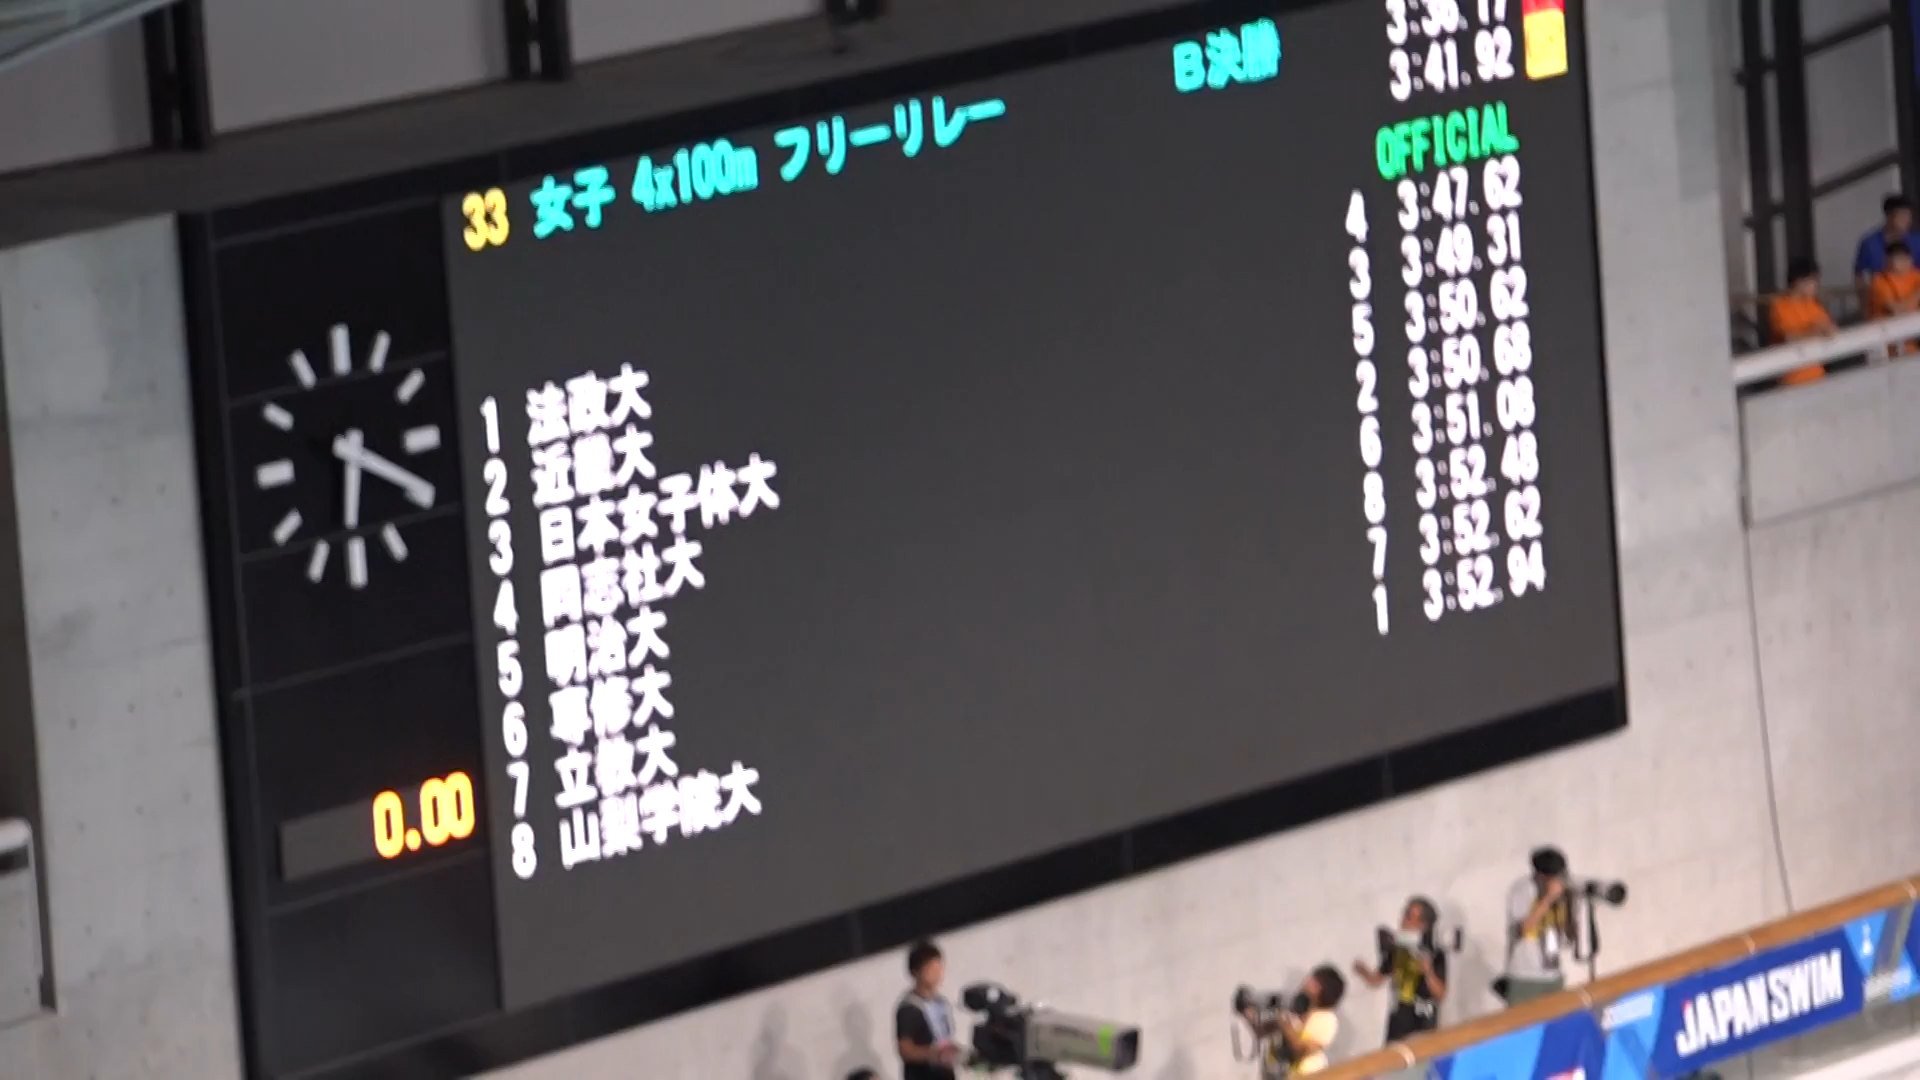 33 女子 4x100m フリーリレー B決勝 3:41.92
OFFICIAL
1 法政大 4 3:47.62
2 近畿大 3 3:49.31
3 日本女子体大 5 3:50.62
4 同志社大 2 3:50.68
5 明治大 6 3:51.08
6 専修大 8 3:52.48
7 立教大 7 3:52.62
8 山梨学院大 1 3:52.94
0.00
JAPAN SWIM